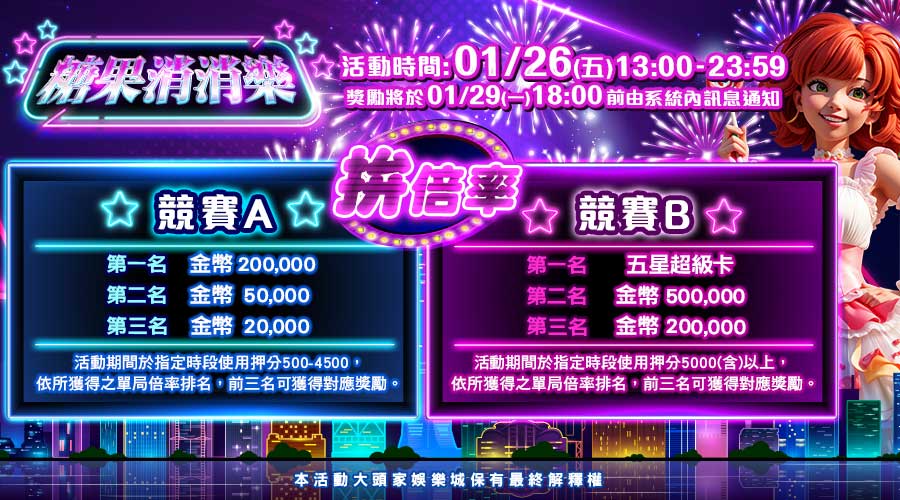 糖果消消樂
活動時間:01/26(五)13:00-23:59
獎勵將於01/29(一)18:00前由系統內訊息通知
拚倍率
競賽A
第一名 金幣 200,000
第二名 金幣 50,000
第三名 金幣 20,000
活動期間於指定時段使用押分500-4500，
依所獲得之單局倍率排名，前三名可獲得對應獎勵。
競賽B
第一名 五星超級卡
第二名 金幣 500,000
第三名 金幣 200,000
活動期間於指定時段使用押分5000(含)以上，
依所獲得之單局倍率排名，前三名可獲得對應獎勵。
本活動大頭家娛樂城保有最終解釋權